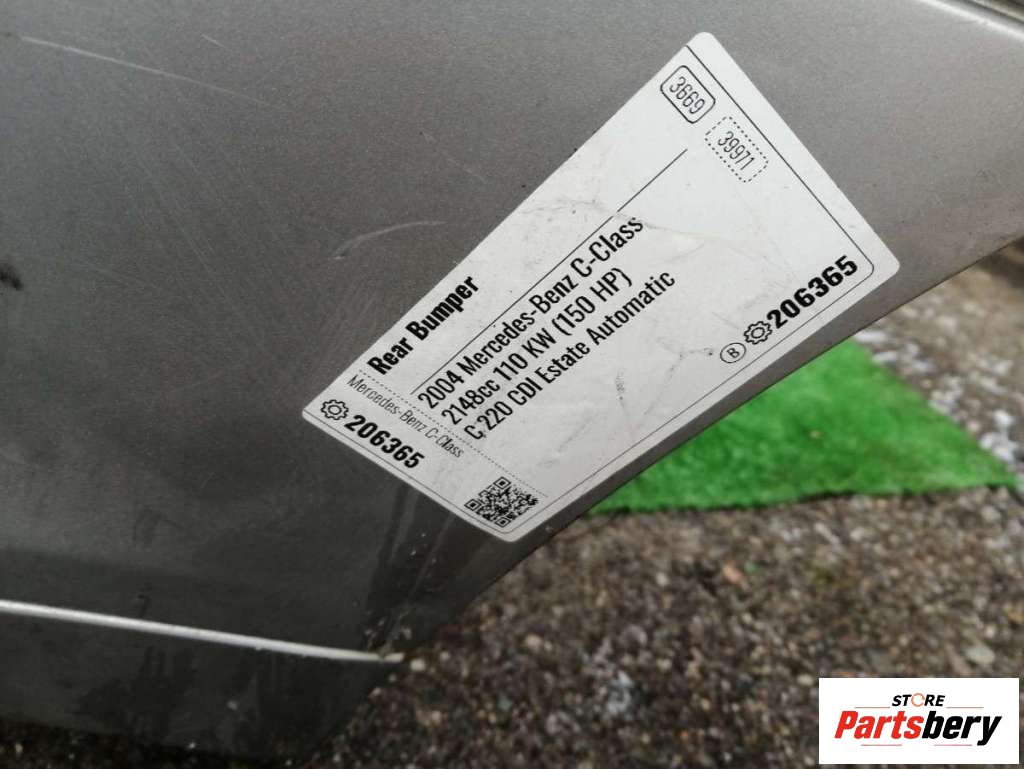 3669
39971
Rear Bumper
2004 Mercedes-Benz C-Class
2148cc 110 KW (150 HP)
C 220 CDI Estate Automatic
B 206365
Mercedes-Benz C-Class
206365
STORE
Partsbery